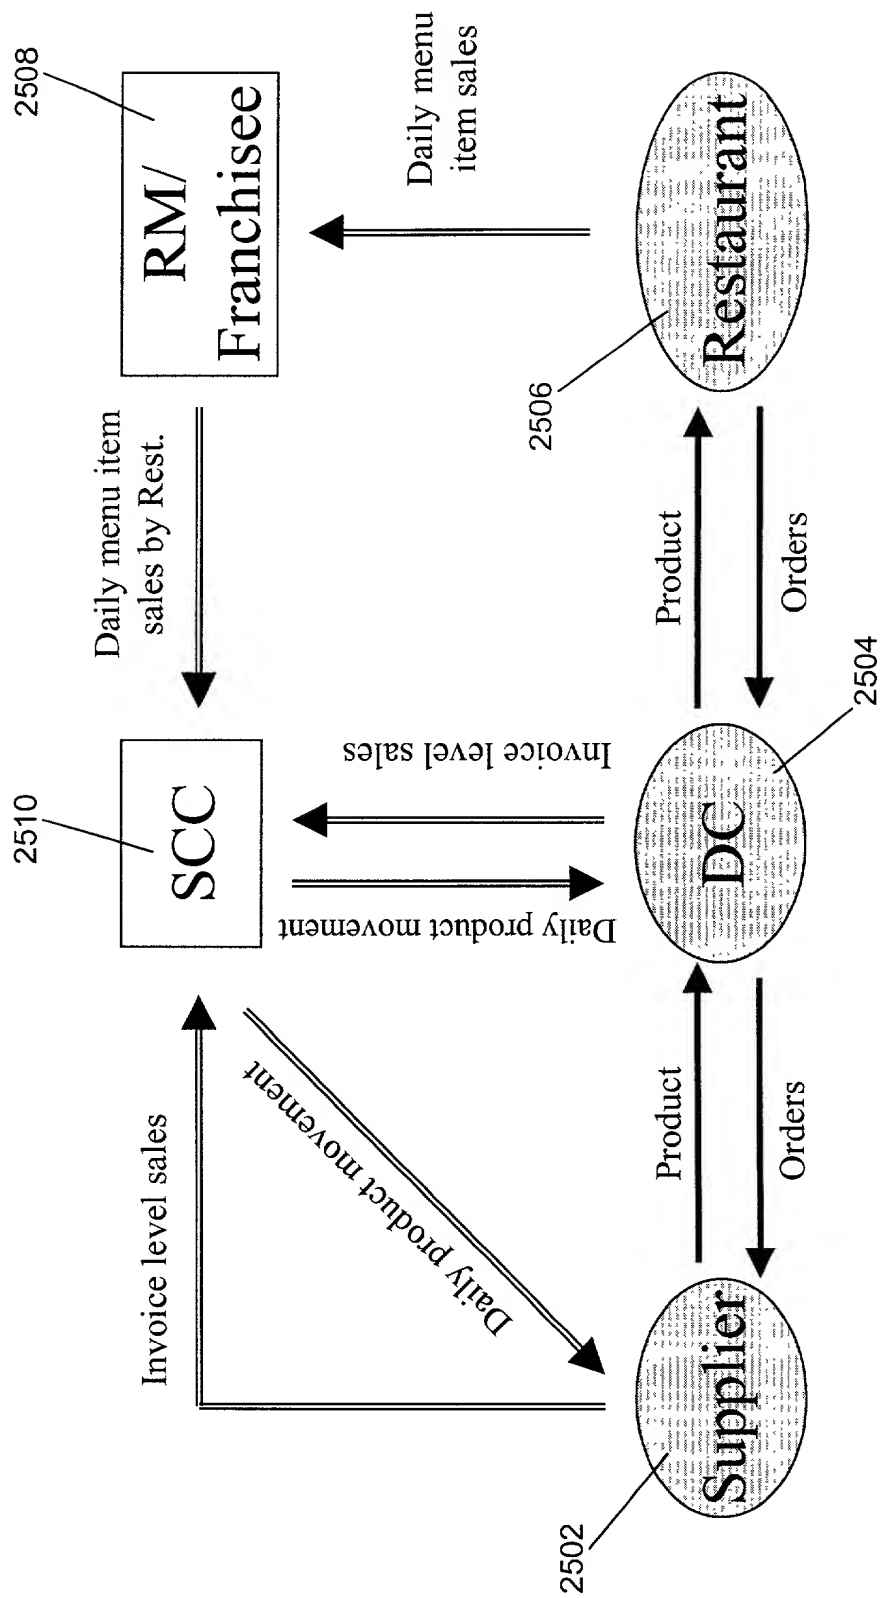 2510
2508
SCC
Daily menu item
sales by Rest.
RM/
Franchisee
Invoice level sales
Daily product movement
Daily product movement
Invoice level sales
Daily menu
item sales
2502
2506
Supplier
Product
Orders
DC
Product
Orders
Restaurant
2504